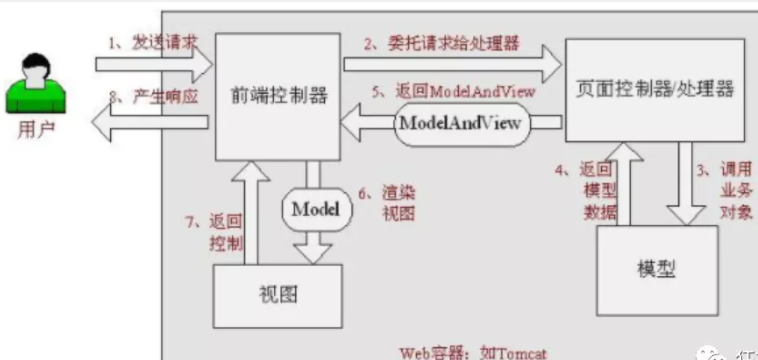 1、发送请求
2、委托请求给处理器
8、产生响应
用户
前端控制器
5、返回ModelAndView
ModelAndView
页面控制器/处理器
4、返回
模型
数据
3、调用
业务
对象
6、渲染
视图
Model
7、返回
控制
视图
模型
Web容器：如Tomcat